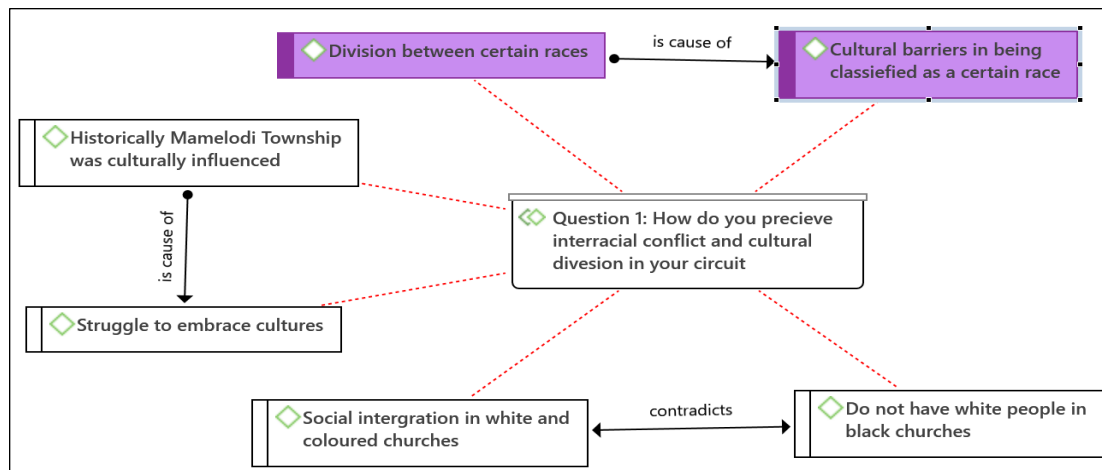 Division between certain races
is cause of
Cultural barriers in being
classiefied as a certain race
Historically Mamelodi Township
was culturally influenced
is cause of
Question 1: How do you precieve
interracial conflict and cultural
divesion in your circuit
Struggle to embrace cultures
Social intergration in white and
coloured churches
contradicts
Do not have white people in
black churches